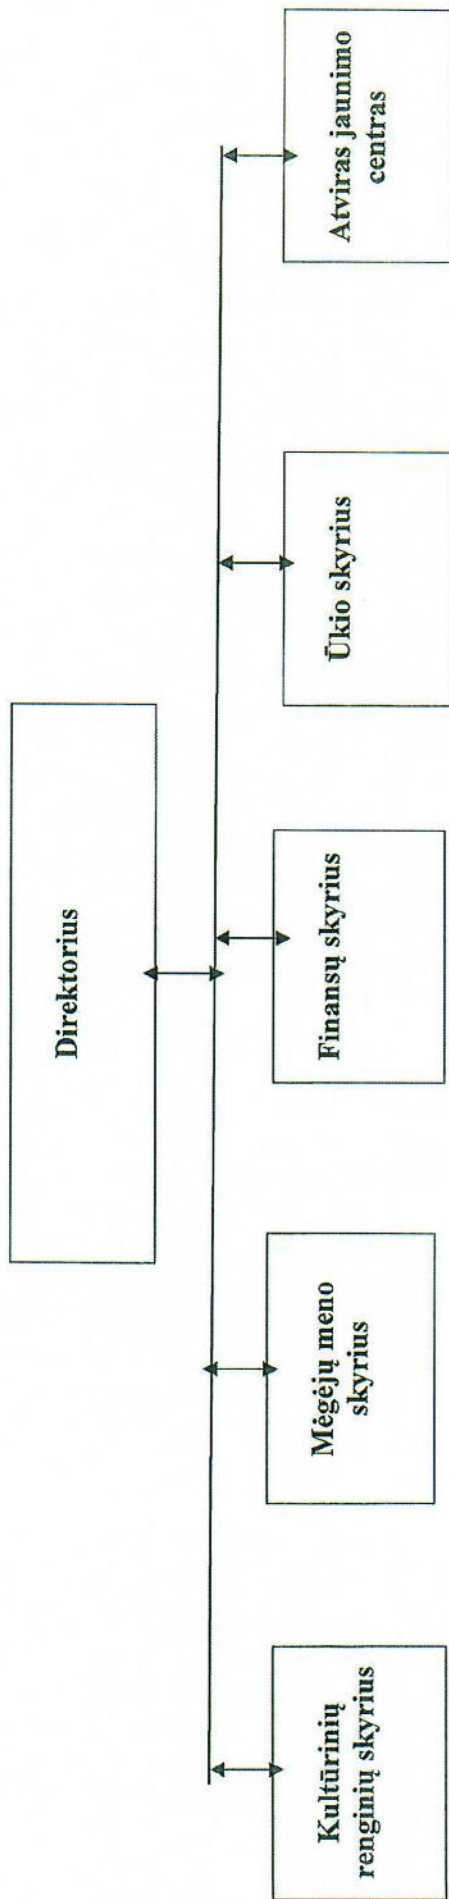 Direktorius
Kultūrinių
renginių skyrius
Mėgėjų meno
skyrius
Finansų skyrius
Ūkio skyrius
Atviras jaunimo
centras